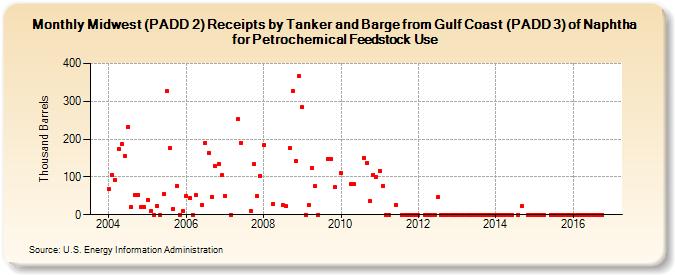 Monthly Midwest (PADD 2) Receipts by Tanker and Barge from Gulf Coast (PADD 3) of Naphtha
for Petrochemical Feedstock Use
Thousand Barrels
400
300
200
100
0
2004 2006 2008 2010 2012 2014 2016
Source: U.S. Energy Information Administration